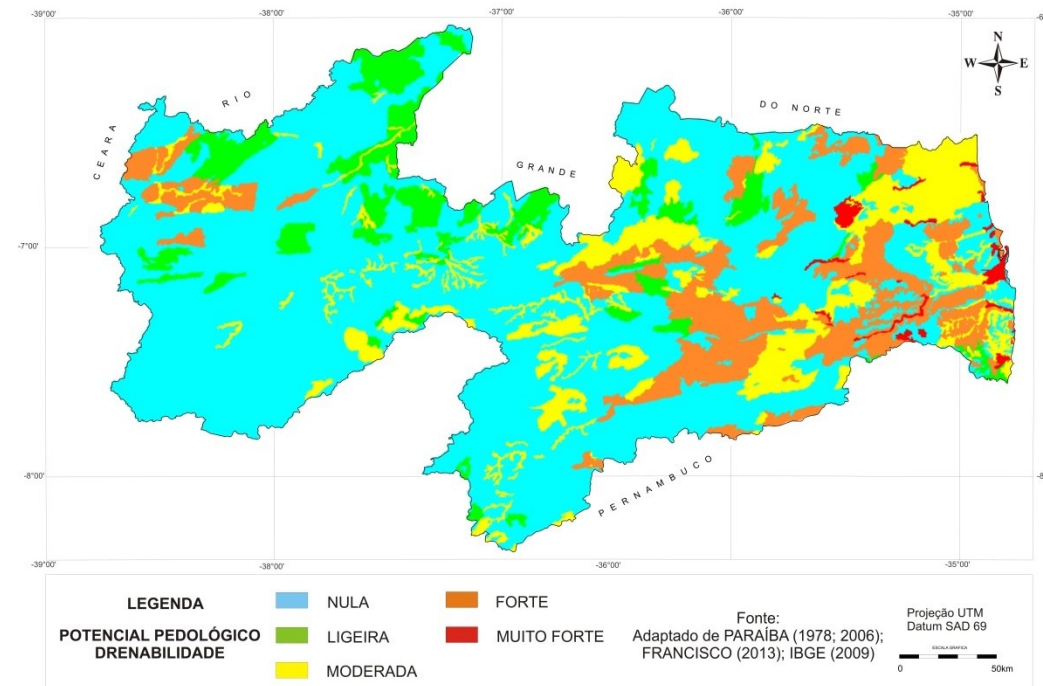 -39°00'
-38°00'
-37°00'
-36°00'
-35°00'
N
W E
S
DO NORTE
RIO
CEARA
GRANDE
-7°00'
-8°00'
PERNAMBUCO
-39°00'
-38°00'
-36°00'
-35°00'
LEGENDA
POTENCIAL PEDOLÓGICO
DRENABILIDADE
NULA
LIGEIRA
MODERADA
FORTE
MUITO FORTE
Fonte:
Adaptado de PARAÍBA (1978; 2006);
FRANCISCO (2013); IBGE (2009)
Projeção UTM
Datum SAD 69
ESCALA GRÁFICA
0 50km